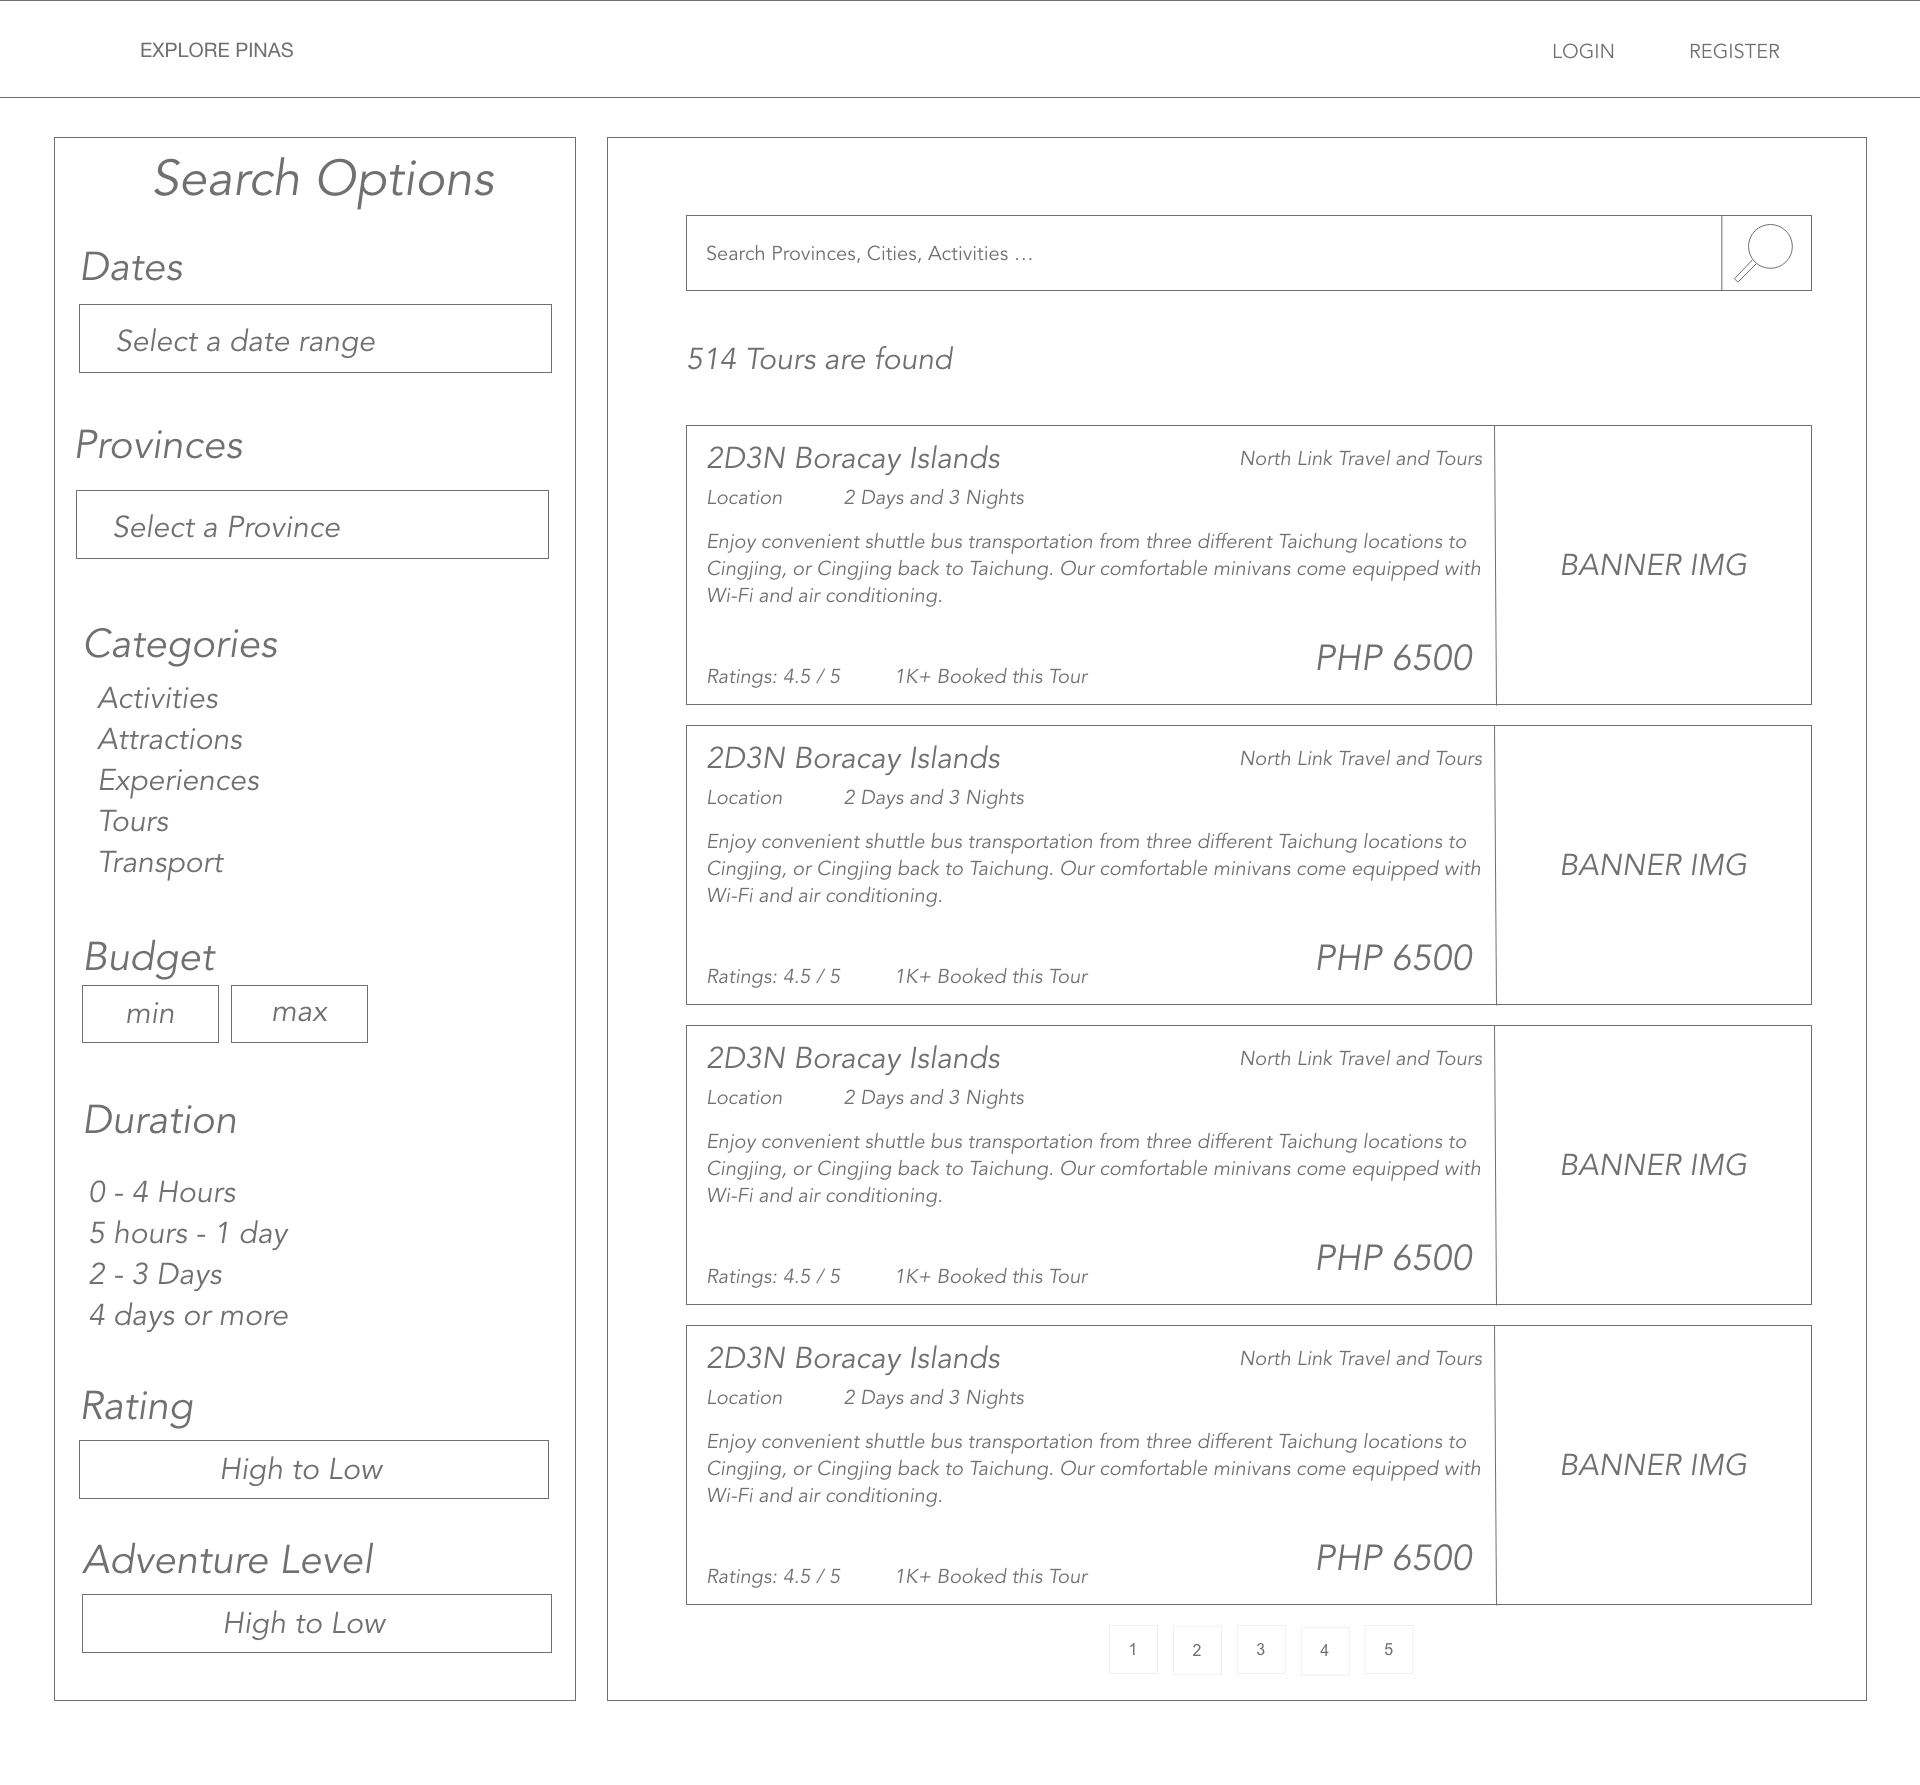 EXPLORE PINAS
LOGIN
REGISTER
Search Options
Dates
Select a date range
Provinces
Select a Province
Categories
Activities
Attractions
Experiences
Tours
Transport
Budget
min
max
Duration
0 - 4 Hours
5 hours - 1 day
2 - 3 Days
4 days or more
Rating
High to Low
Adventure Level
High to Low
Search Provinces, Cities, Activities ...
514 Tours are found
2D3N Boracay Islands
North Link Travel and Tours
Location
2 Days and 3 Nights
Enjoy convenient shuttle bus transportation from three different Taichung locations to
Cingjing, or Cingjing back to Taichung. Our comfortable minivans come equipped with
Wi-Fi and air conditioning.
PHP 6500
Ratings: 4.5 / 5
1K+ Booked this Tour
BANNER IMG
2D3N Boracay Islands
North Link Travel and Tours
Location
2 Days and 3 Nights
Enjoy convenient shuttle bus transportation from three different Taichung locations to
Cingjing, or Cingjing back to Taichung. Our comfortable minivans come equipped with
Wi-Fi and air conditioning.
PHP 6500
Ratings: 4.5 / 5
1K+ Booked this Tour
BANNER IMG
2D3N Boracay Islands
North Link Travel and Tours
Location
2 Days and 3 Nights
Enjoy convenient shuttle bus transportation from three different Taichung locations to
Cingjing, or Cingjing back to Taichung. Our comfortable minivans come equipped with
Wi-Fi and air conditioning.
PHP 6500
Ratings: 4.5 / 5
1K+ Booked this Tour
BANNER IMG
2D3N Boracay Islands
North Link Travel and Tours
Location
2 Days and 3 Nights
Enjoy convenient shuttle bus transportation from three different Taichung locations to
Cingjing, or Cingjing back to Taichung. Our comfortable minivans come equipped with
Wi-Fi and air conditioning.
PHP 6500
Ratings: 4.5 / 5
1K+ Booked this Tour
BANNER IMG
1
2
3
4
5